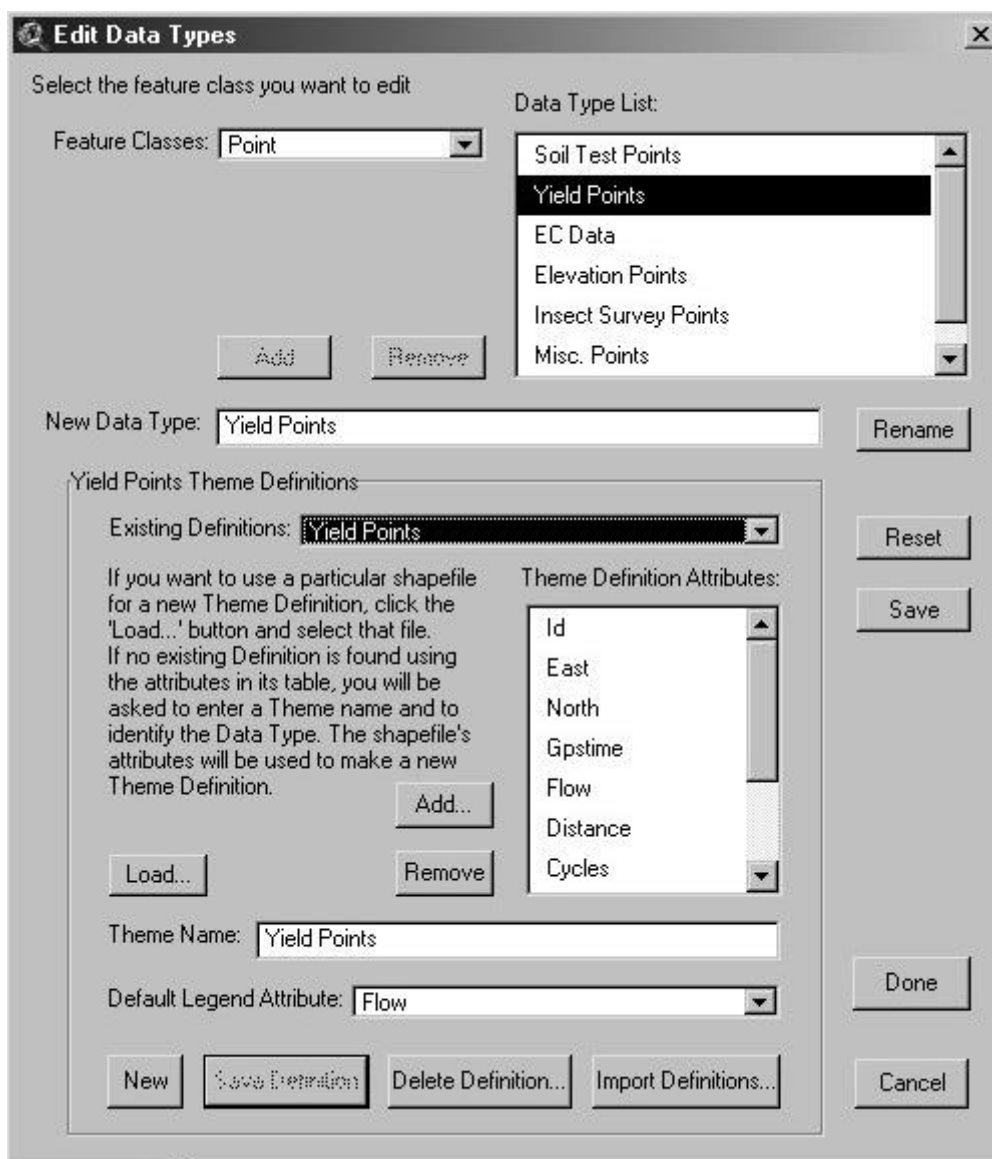 Edit Data Types
Select the feature class you want to edit
Feature Classes: Point
Data Type List:
Soil Test Points
Yield Points
EC Data
Elevation Points
Insect Survey Points
Misc. Points
Add
Remove
New Data Type: Yield Points
Rename
Yield Points Theme Definitions
Existing Definitions: Yield Points
Reset
If you want to use a particular shapefile
for a new Theme Definition, click the
'Load...' button and select that file.
If no existing Definition is found using
the attributes in its table, you will be
asked to enter a Theme name and to
identify the Data Type. The shapefile's
attributes will be used to make a new
Theme Definition.
Theme Definition Attributes:
Id
East
North
Gpstime
Flow
Distance
Cycles
Save
Add...
Load...
Remove
Theme Name: Yield Points
Default Legend Attribute: Flow
Done
New
Save Definition
Delete Definition...
Import Definitions...
Cancel